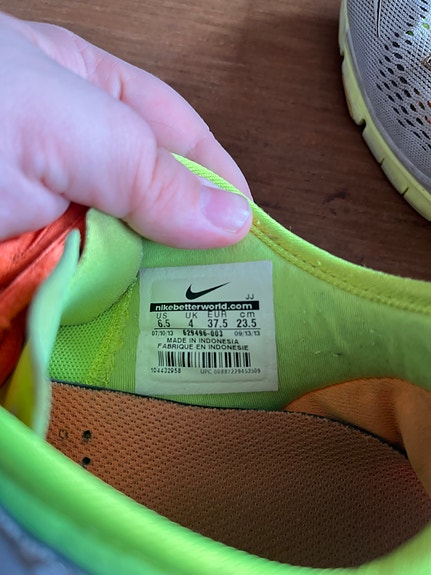 JJ
nikebetterworld.com
US UK EUR cm
6.5 4 37.5 23.5
07/10/13 629496-003 09/13/13
MADE IN INDONESIA
FABRIQUE EN INDONESIE
104432958
UPC